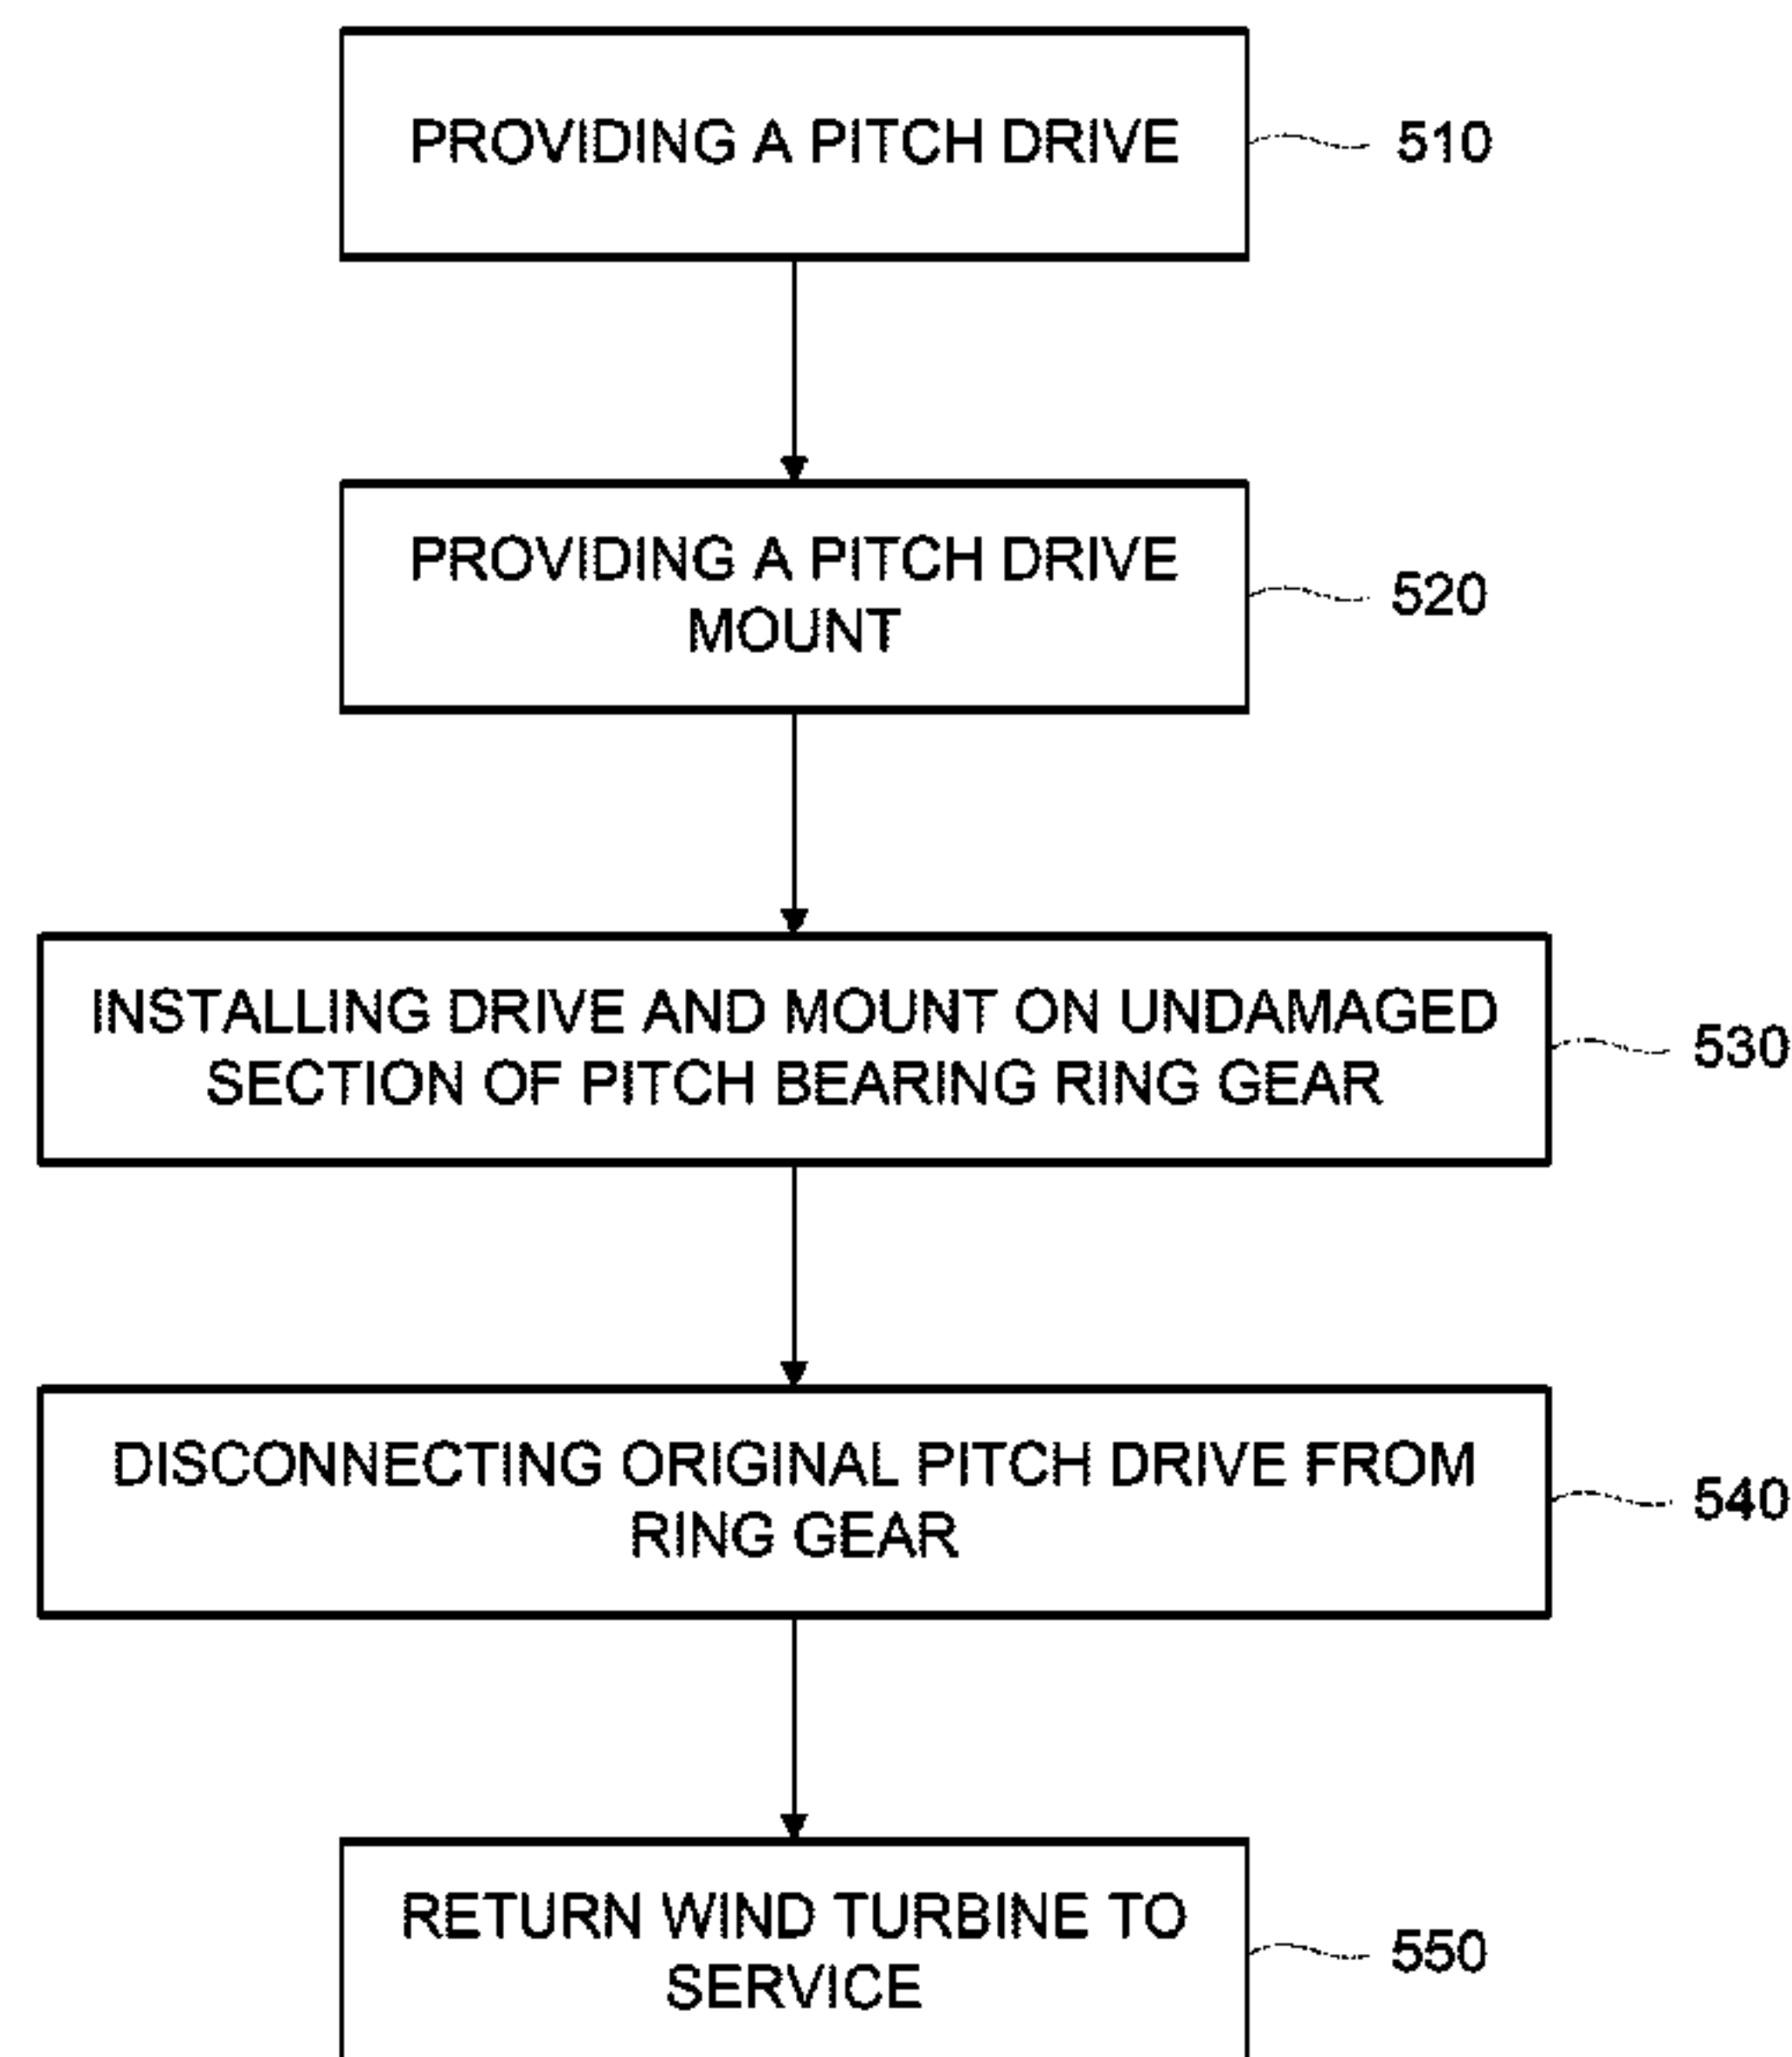 PROVIDING A PITCH DRIVE
510
PROVIDING A PITCH DRIVE
MOUNT
520
INSTALLING DRIVE AND MOUNT ON UNDAMAGED
SECTION OF PITCH BEARING RING GEAR
530
DISCONNECTING ORIGINAL PITCH DRIVE FROM
RING GEAR
540
RETURN WIND TURBINE TO
SERVICE
550